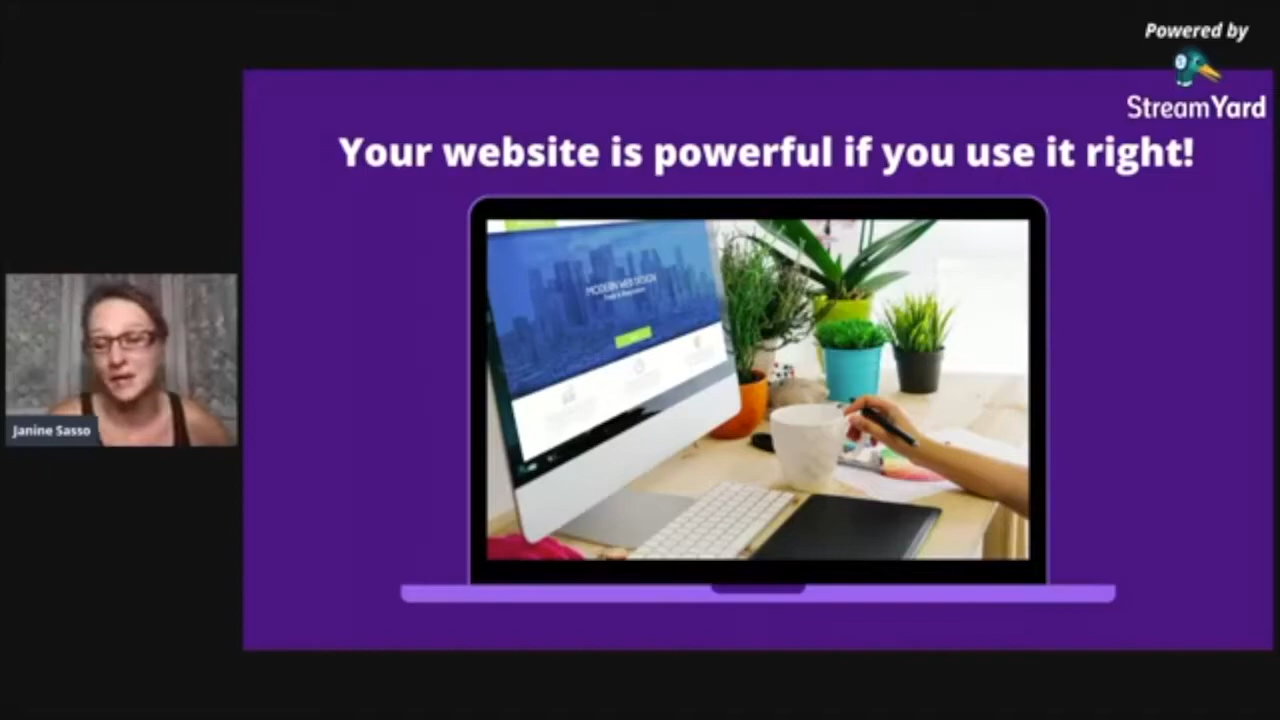 Powered by
StreamYard
Your website is powerful if you use it right!
MODERN WEB DESIGN
Janine Sasso